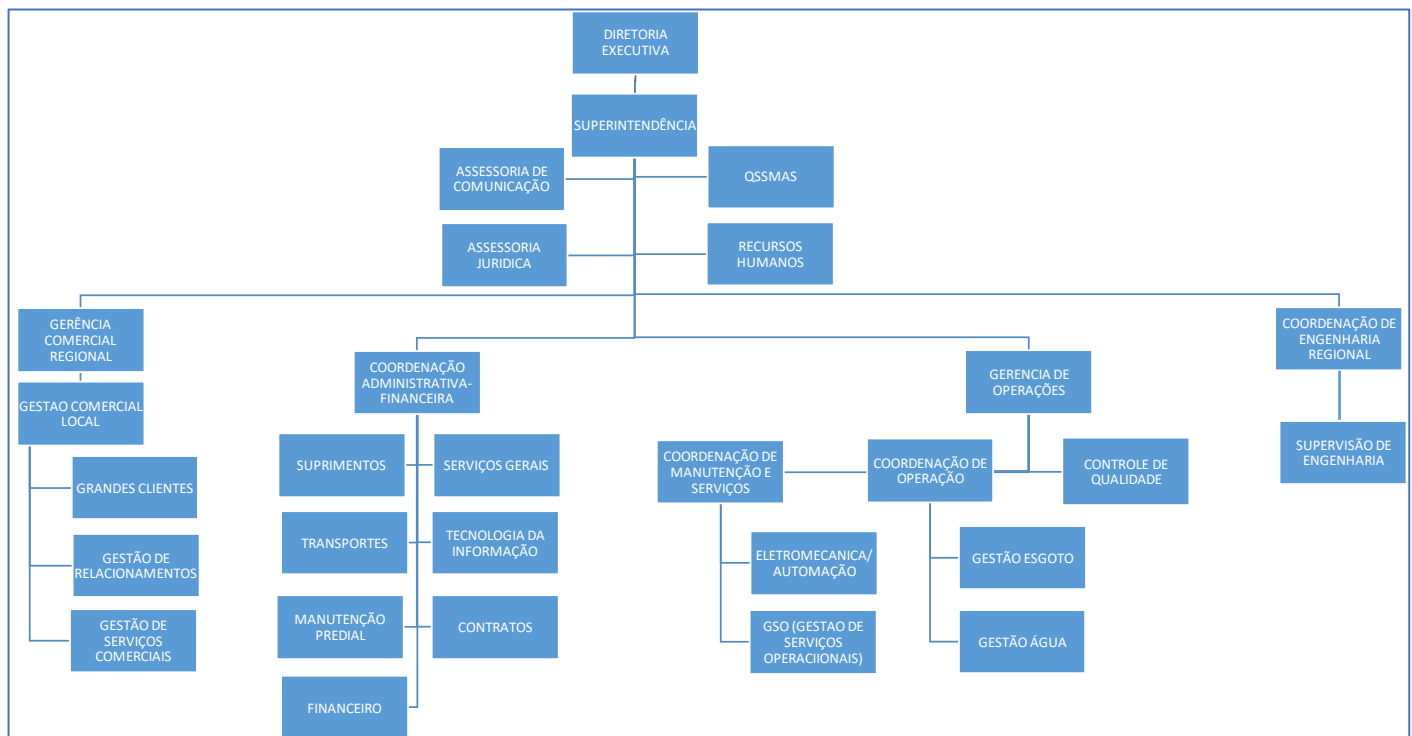 DIRETORIA
EXECUTIVA
SUPERINTENDÊNCIA
ASSESSORIA DE
COMUNICAÇÃO
QSSMAS
ASSESSORIA
JURIDICA
RECURSOS
HUMANOS
GERÊNCIA
COMERCIAL
REGIONAL
GESTAO COMERCIAL
LOCAL
GRANDES CLIENTES
GESTÃO DE
RELACIONAMENTOS
GESTÃO DE
SERVIÇOS
COMERCIAIS
COORDENAÇÃO
ADMINISTRATIVA-
FINANCEIRA
SUPRIMENTOS
SERVIÇOS GERAIS
TRANSPORTES
TECNOLOGIA DA
INFORMAÇÃO
MANUTENÇÃO
PREDIAL
CONTRATOS
FINANCEIRO
GERENCIA DE
OPERAÇÕES
COORDENAÇÃO DE
MANUTENÇÃO E
SERVIÇOS
ELETROMECANICA/
AUTOMAÇÃO
GSO (GESTAO DE
SERVIÇOS
OPERACIIONAIS)
COORDENAÇÃO DE
OPERAÇÃO
GESTÃO ESGOTO
GESTÃO ÁGUA
CONTROLE DE
QUALIDADE
COORDENAÇÃO DE
ENGENHARIA
REGIONAL
SUPERVISÃO DE
ENGENHARIA